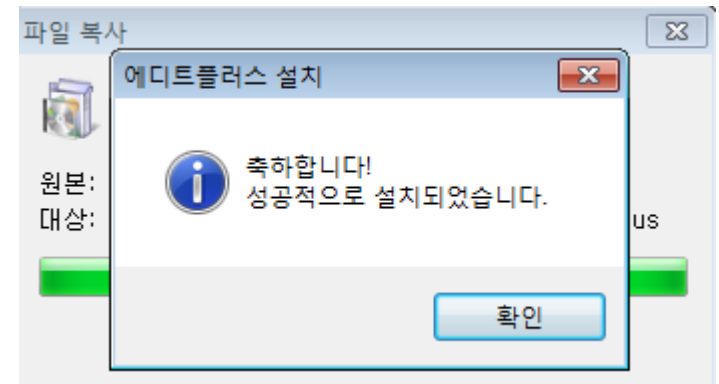 파일 복사
에디트플러스 설치
축하합니다!
성공적으로 설치되었습니다.
원본:
대상:
us
확인